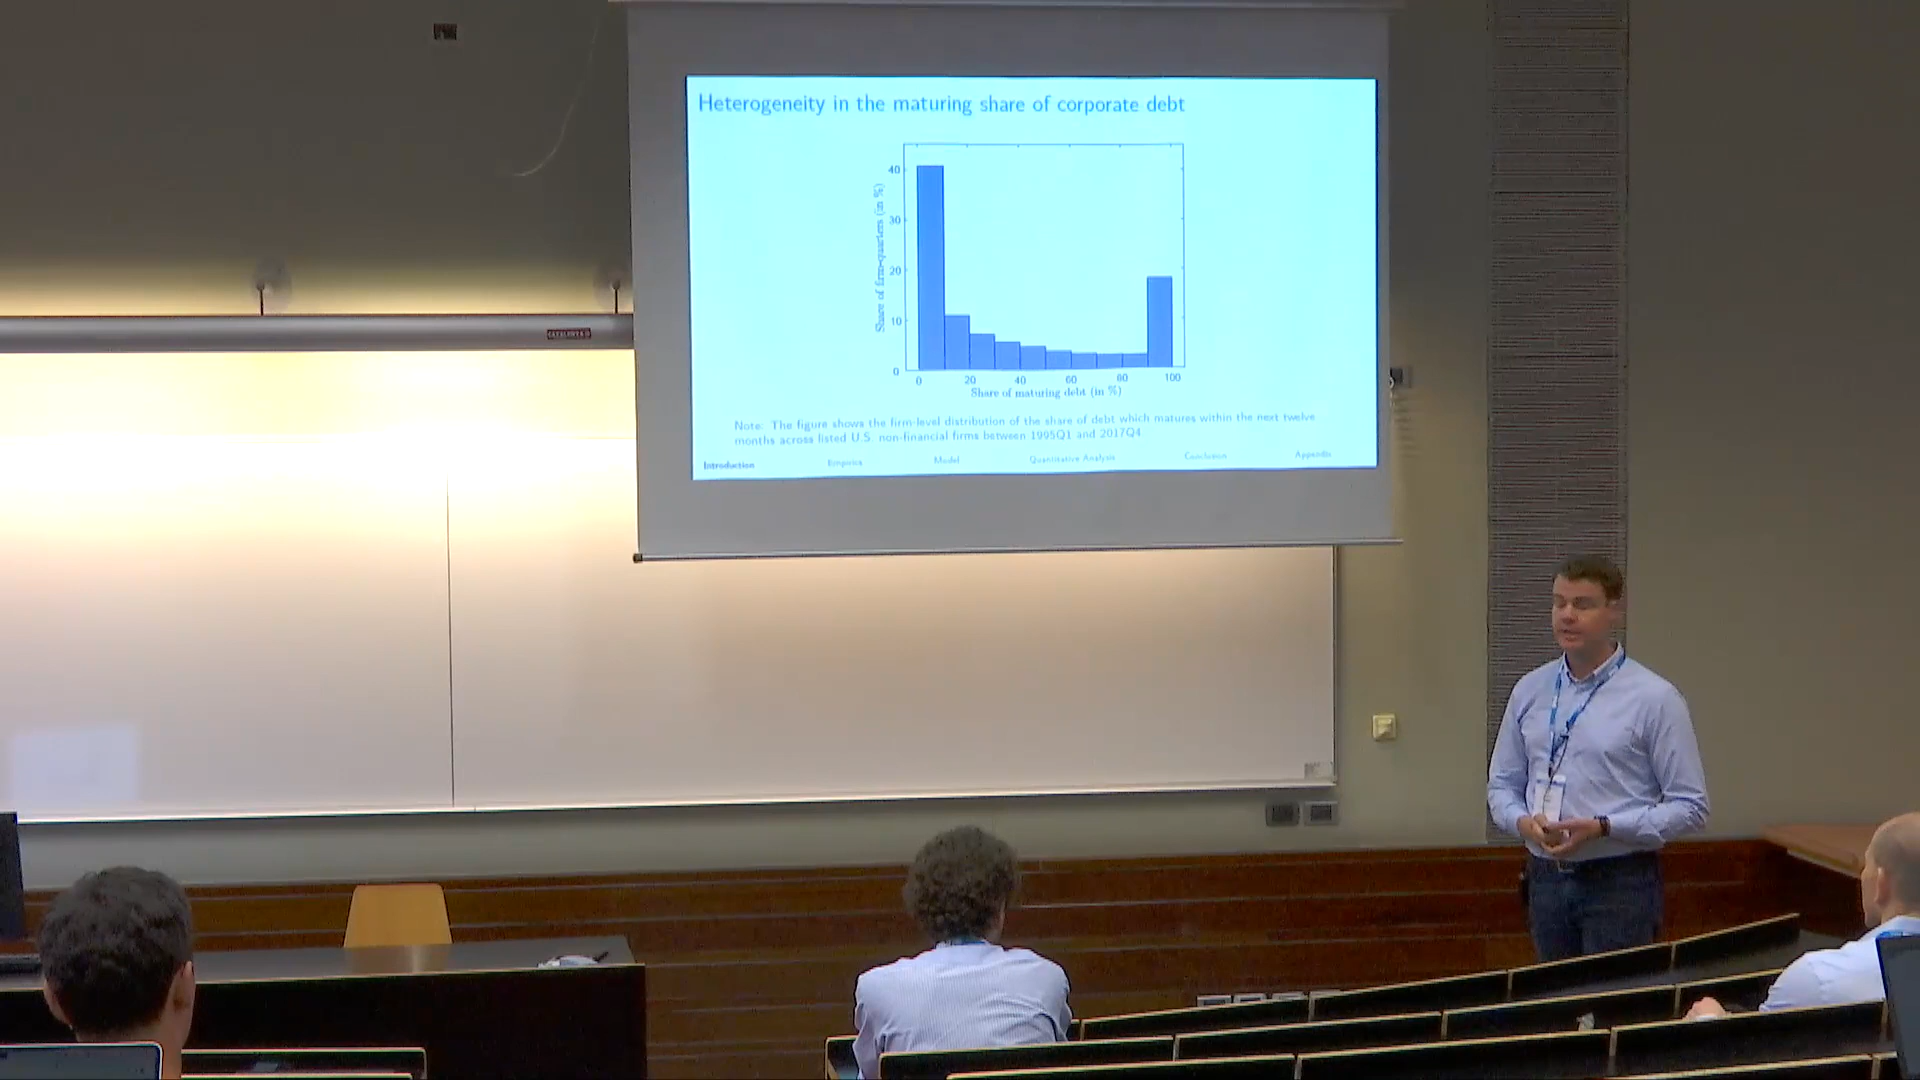 Heterogeneity in the maturing share of corporate debt
40
30
20
10
0
Share of firm-quarters (in %)
0 20 40 60 80 100
Share of maturing debt (in %)
Note: The figure shows the firm-level distribution of the share of debt which matures within the next twelve
months across listed U.S. non-financial firms between 1995Q1 and 2017Q4.
Introduction Empirics Model Quantitative Analysis Conclusion Appendix